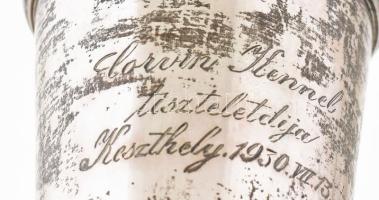 Corvin Kennel
tiszteletdija
Keszthely, 1930. VII. 13